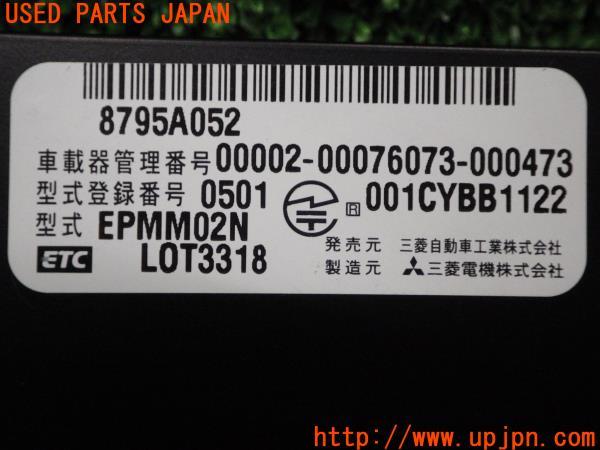 USED PARTS JAPAN
8795A052
車載器管理番号 00002-00076073-000473
型式登録番号 0501 R 001CYBB1122
型式 EPMM02N
発売元 三菱自動車工業株式会社
ETC LOT3318
製造元 三菱電機株式会社
http://www.upjpn.com